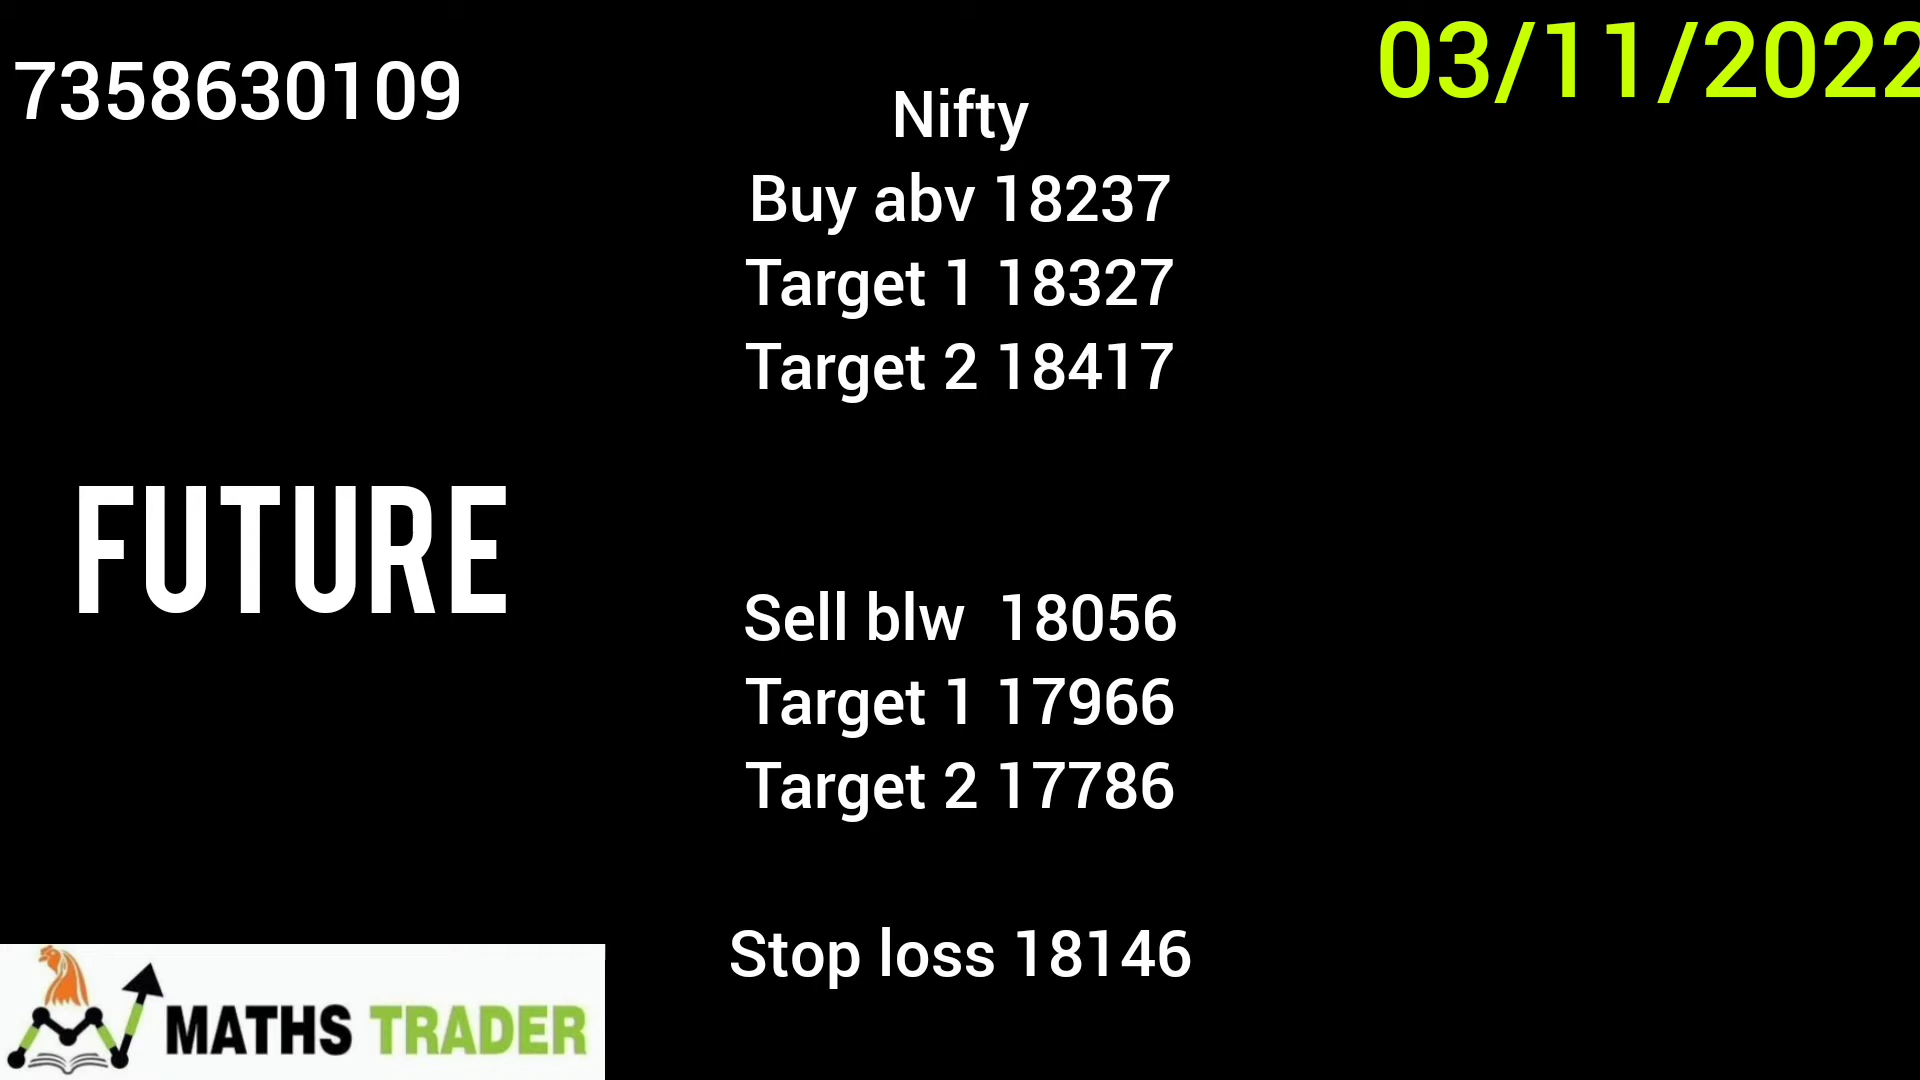 7358630109
03/11/2022
Nifty
Buy abv 18237
Target 1 18327
Target 2 18417
FUTURE
Sell blw  18056
Target 1 17966
Target 2 17786
Stop loss 18146
MATHS TRADER